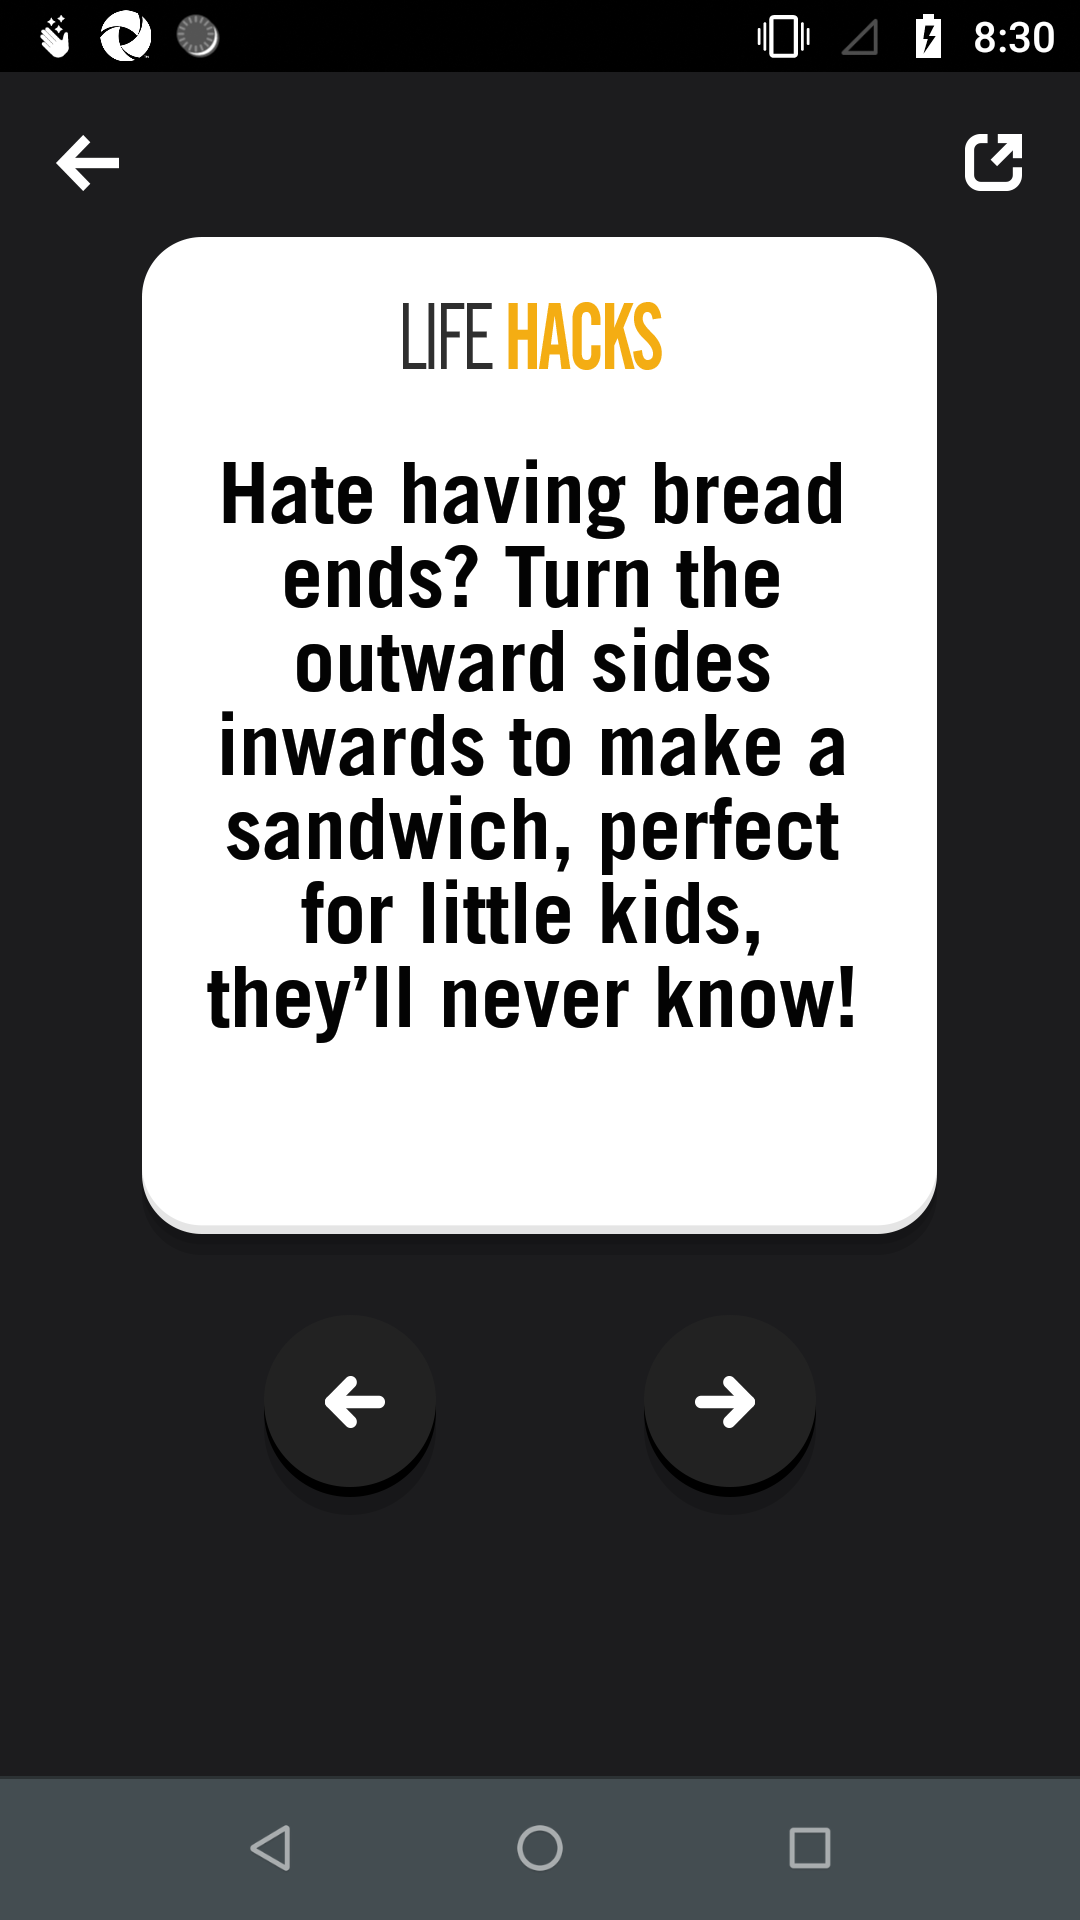 8:30
LIFE HACKS
Hate having bread
ends? Turn the
outward sides
inwards to make a
sandwich, perfect
for little kids,
they’ll never know!